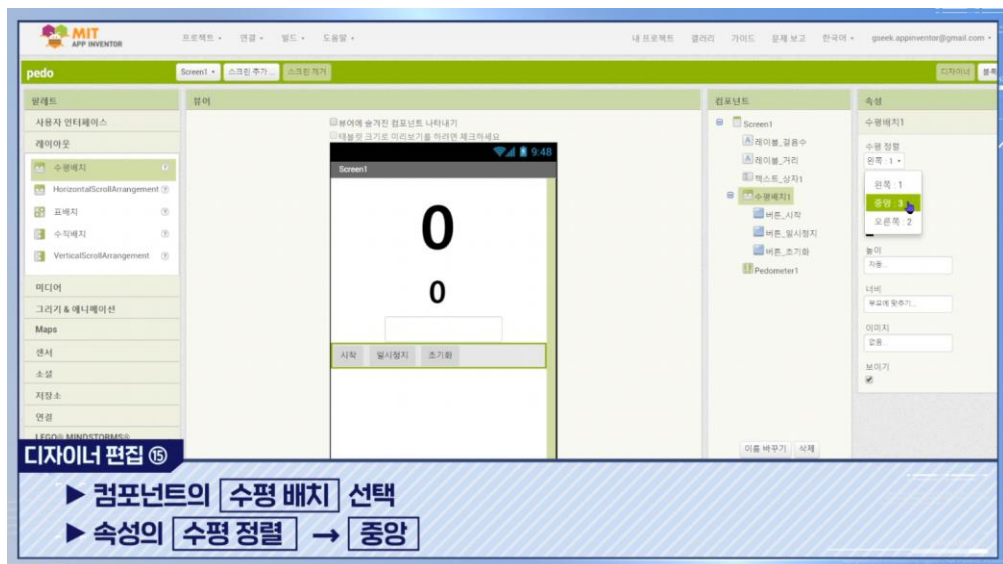 MIT
APP INVENTOR
프로젝트 연결 빌드 도움말
내 프로젝트 갤러리 가이드 문제 보고 한국어 gseek.appinventor@gmail.com
pedo
Screen1 스크린 추가 ... 스크린 제거
디자이너 블록
팔레트
뷰어
컴포넌트
속성
사용자 인터페이스
레이아웃
수평배치
HorizontalScrollArrangement
표배치
수직배치
VerticalScrollArrangement
미디어
그리기 & 애니메이션
Maps
센서
소셜
저장소
연결
LEGO® MINDSTORMS®
뷰어에 숨겨진 컴포넌트 나타내기
태블릿 크기로 미리보기를 하려면 체크하세요
9:48
Screen1
0
0
시작 일시정지 초기화
Screen1
레이블_걸음수
레이블_거리
텍스트_상자1
수평배치1
버튼_시작
버튼_일시정지
버튼_초기화
Pedometer1
이름 바꾸기 삭제
수평배치1
수평 정렬
왼쪽 : 1
왼쪽 : 1
중앙 : 3
오른쪽 : 2
높이
자동...
너비
부모에 맞추기...
이미지
없음...
보이기
디자이너 편집 ⑮
▶ 컴포넌트의 수평 배치 선택
▶ 속성의 수평 정렬 → 중앙